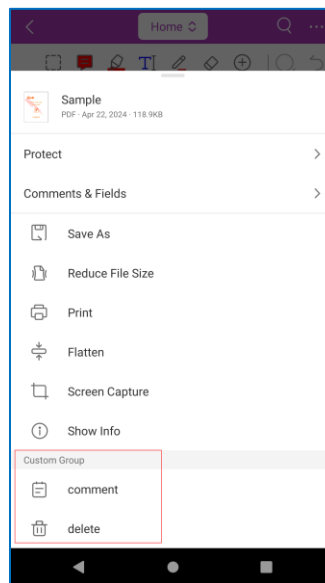 Home
Sample
PDF · Apr 22, 2024 · 118.9KB
Protect
Comments & Fields
Save As
Reduce File Size
Print
Flatten
Screen Capture
Show Info
Custom Group
comment
delete